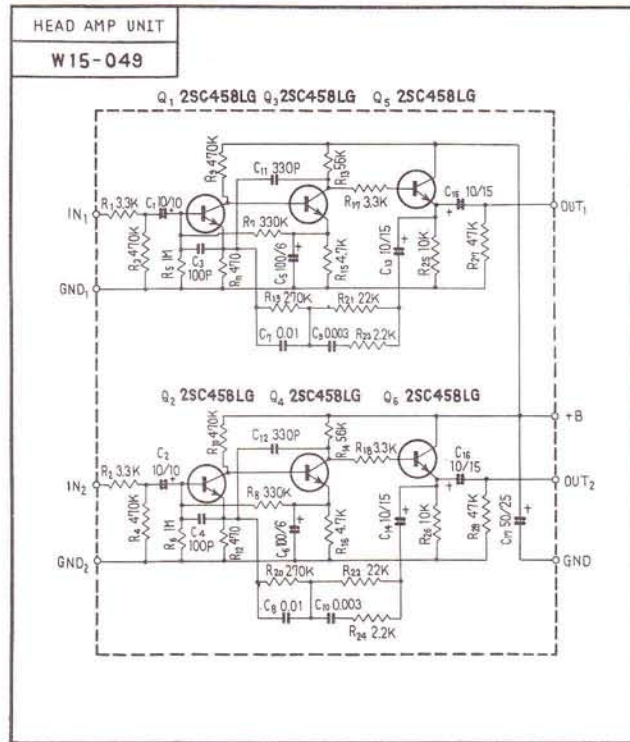 HEAD AMP UNIT
W15-049
Q1 2SC458LG Q3 2SC458LG Q5 2SC458LG
R9 470K
C11 330P
R13 56K
R1 3.3K
C1 10/10
R17 3.3K
C15 10/15
IN1
OUT1
R3 470K
R5 1M
C3 100P
R11 470
R7 330K
C5 100/6
R15 4.7K
C13 10/15
R25 10K
R27 47K
GND1
R19 270K
R21 22K
C7 0.01
C9 0.003
R23 2.2K
Q2 2SC458LG Q4 2SC458LG Q6 2SC458LG
+B
R10 470K
C12 330P
R14 56K
R2 3.3K
C2 10/10
R18 3.3K
C16 10/15
IN2
OUT2
R4 470K
R6 1M
C4 100P
R12 470
R8 330K
C6 100/6
R16 4.7K
C14 10/15
R26 10K
R28 47K
C17 50/25
GND2
GND
R20 270K
R22 22K
C8 0.01
C10 0.003
R24 2.2K